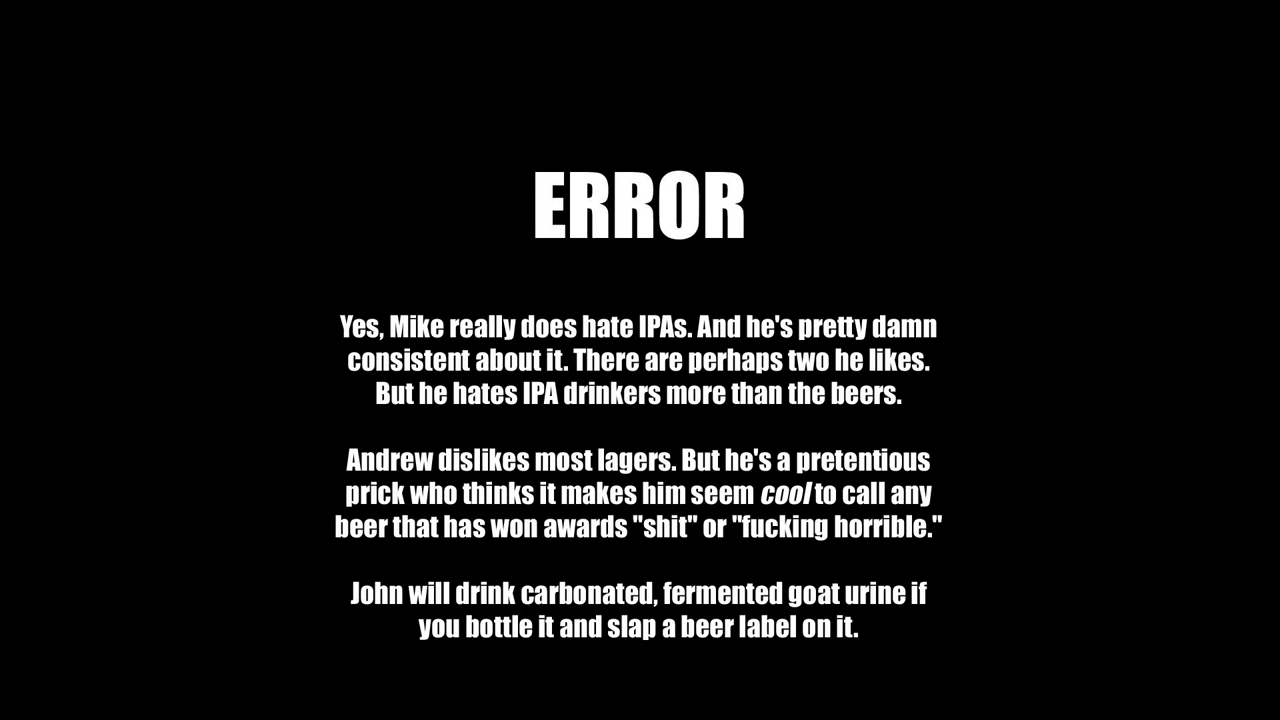 ERROR
Yes, Mike really does hate IPAs. And he's pretty damn
consistent about it. There are perhaps two he likes.
But he hates IPA drinkers more than the beers.
Andrew dislikes most lagers. But he's a pretentious
prick who thinks it makes him seem cool to call any
beer that has won awards "shit" or "fucking horrible."
John will drink carbonated, fermented goat urine if
you bottle it and slap a beer label on it.